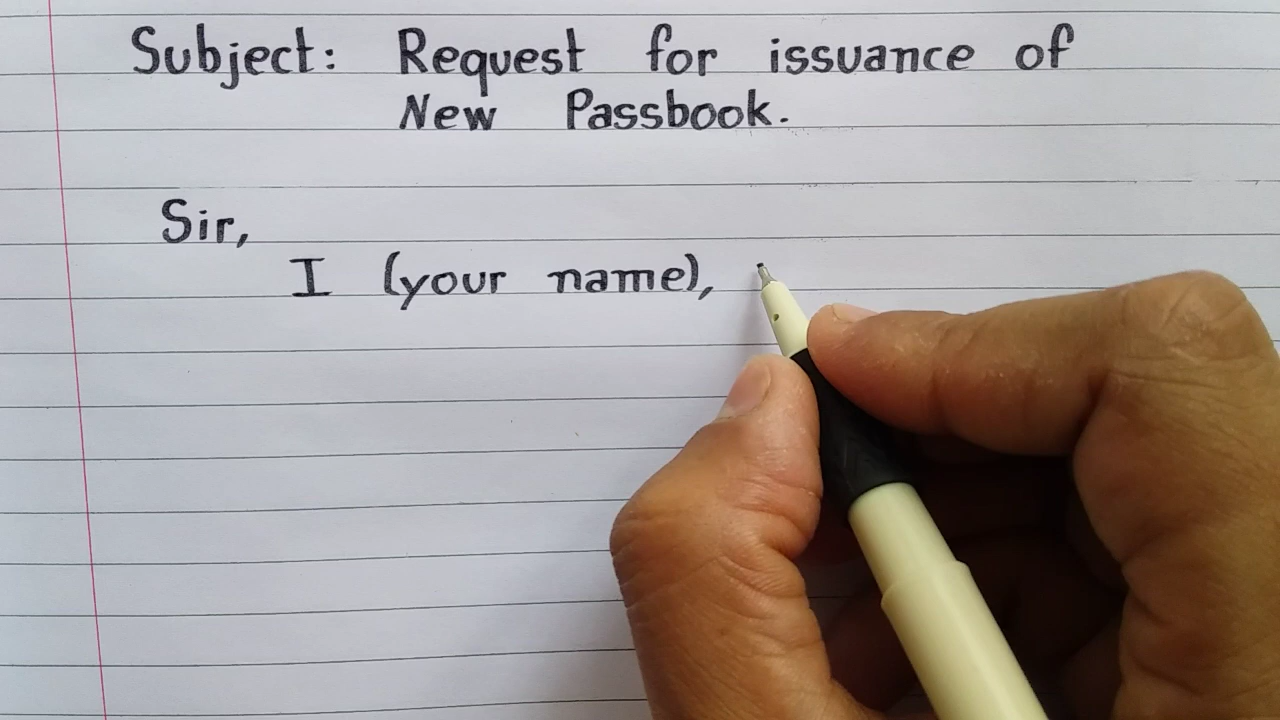 Subject: Request for issuance of
New Passbook.
Sir,
I (your name),